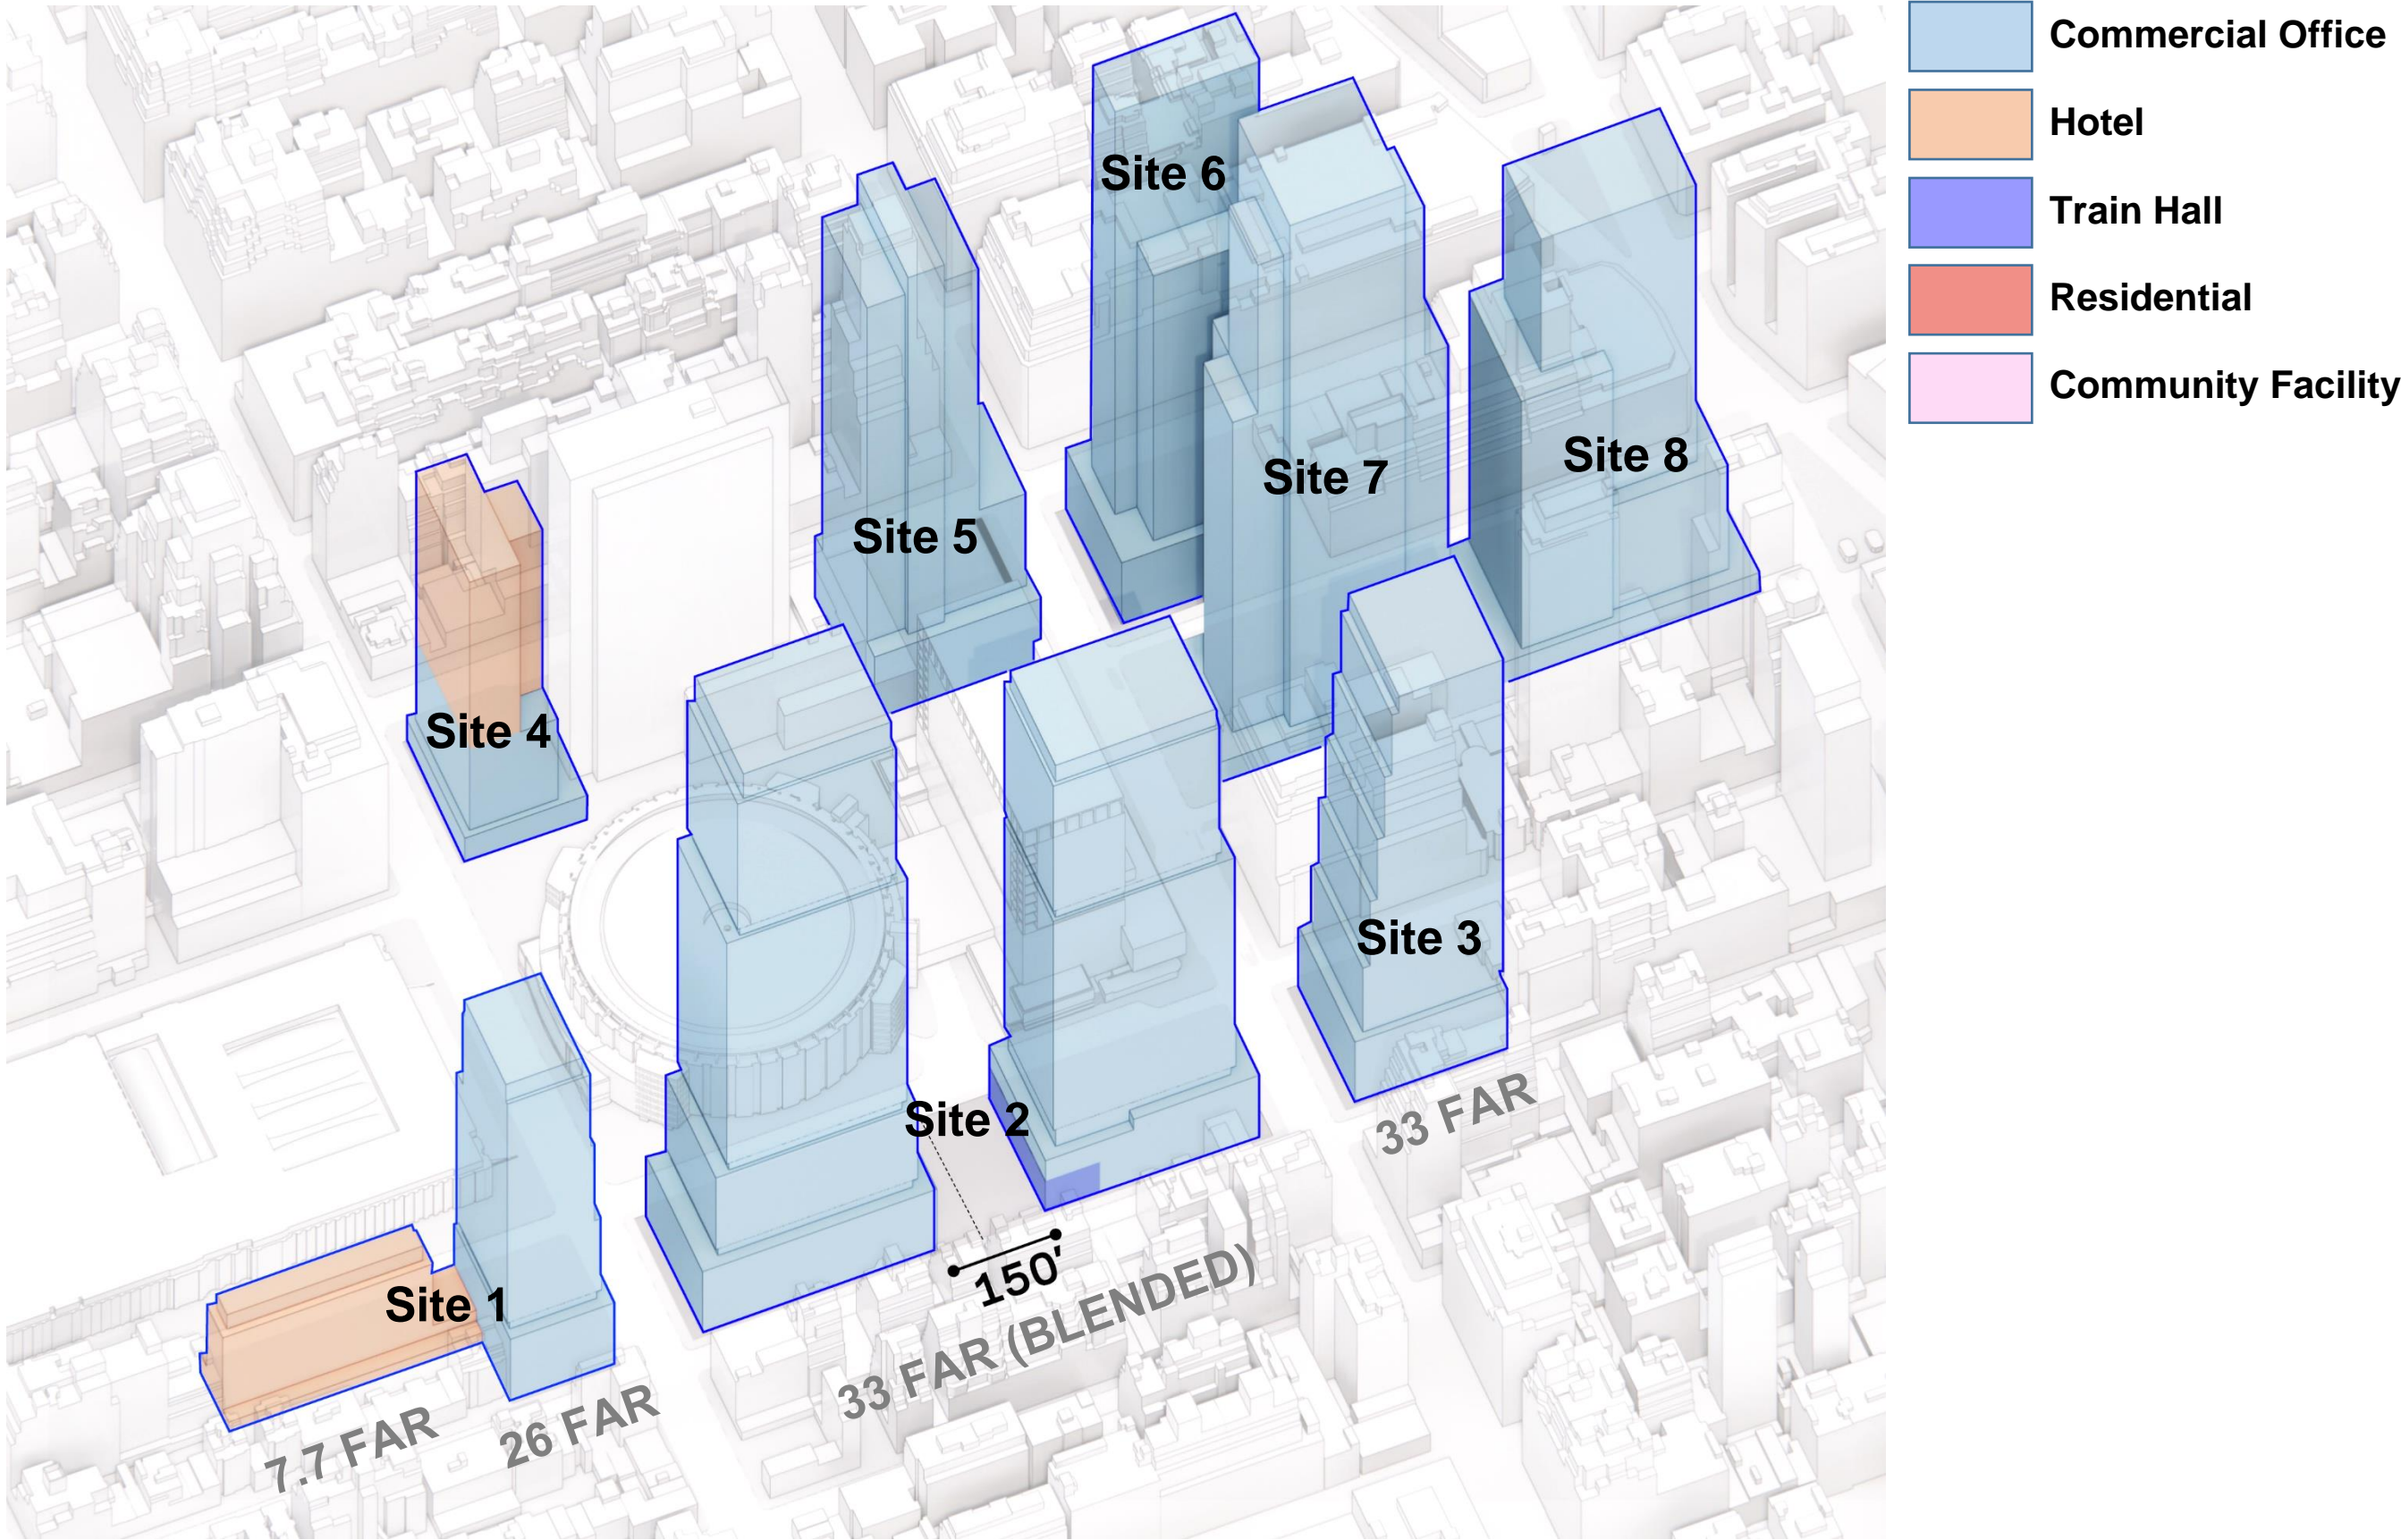 Commercial Office
Hotel
Train Hall
Residential
Community Facility
Site 6
Site 7
Site 8
Site 5
Site 4
Site 3
Site 2
Site 1
33 FAR
150'
33 FAR (BLENDED)
26 FAR
7.7 FAR